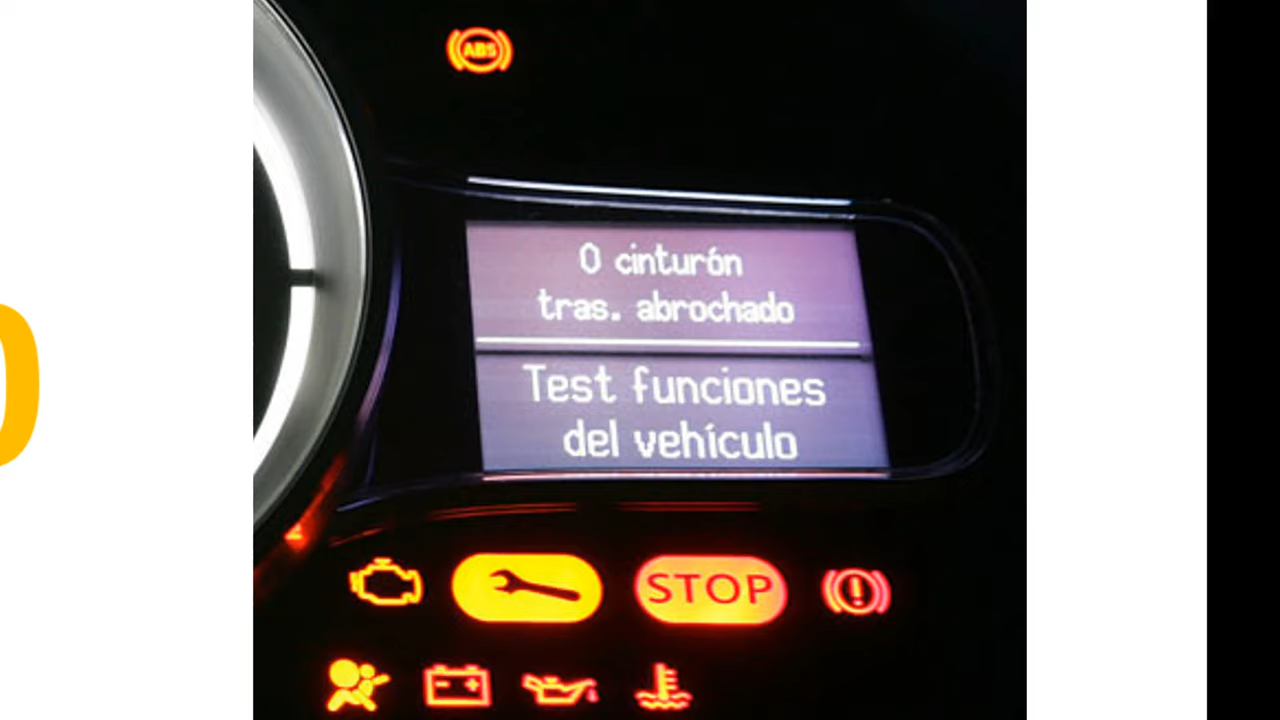 ABS
0 cinturón
tras. abrochado
Test funciones
del vehículo
STOP